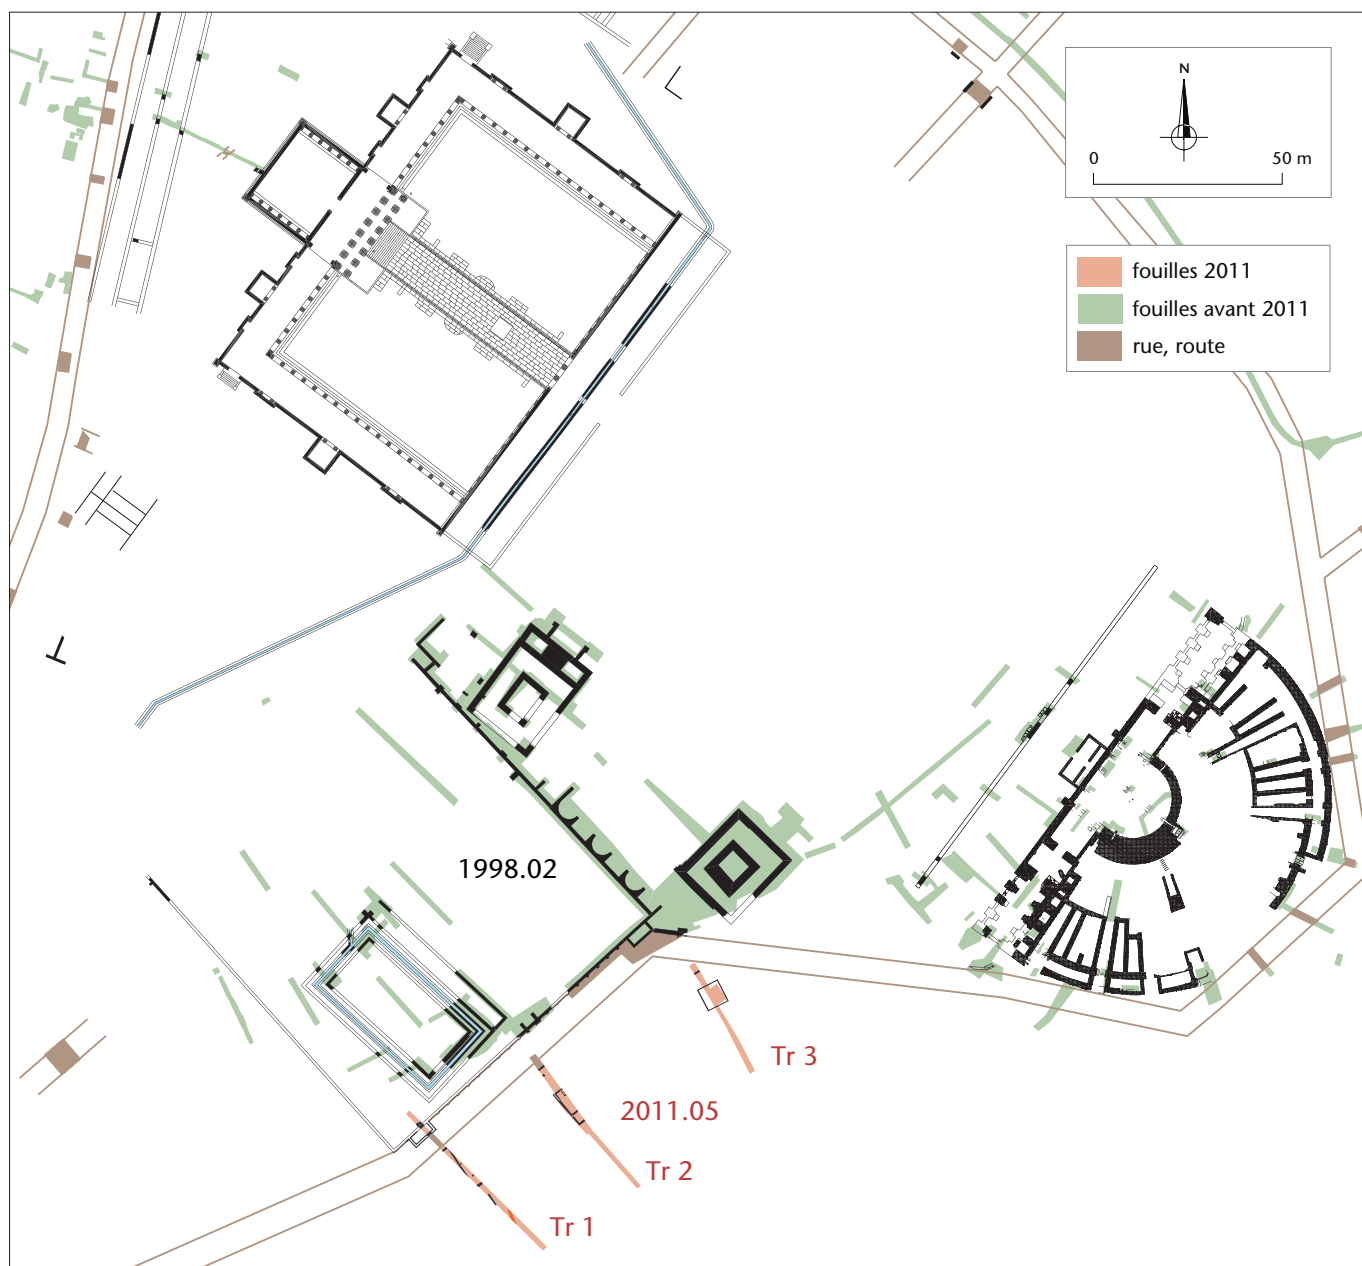 N
0 50 m
fouilles 2011
fouilles avant 2011
rue, route
1998.02
Tr 3
2011.05
Tr 2
Tr 1